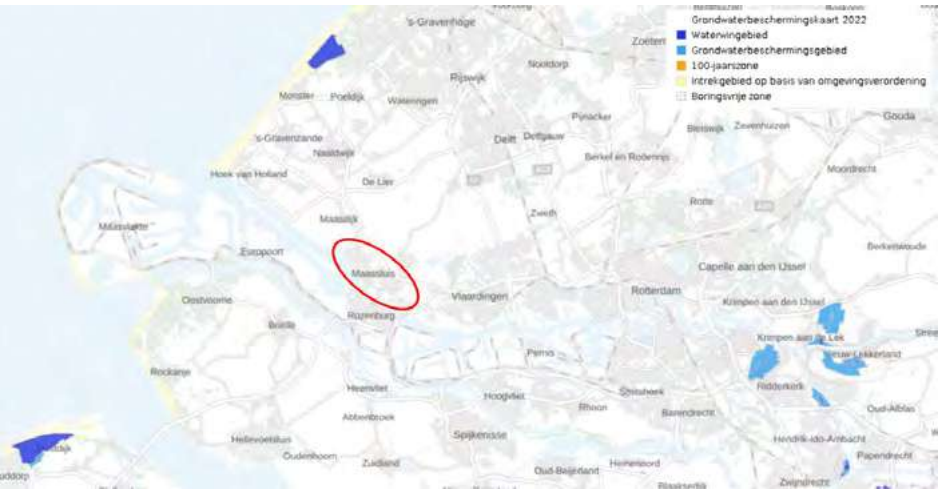 's-Gravenhage
Grondwaterbeschermingskaart 2022
Waterwingebied
Grondwaterbeschermingsgebied
100-jaarszone
Intrekgebied op basis van omgevingsverordening
Boringsvrije zone
Zoeterm
Nootdorp
Rijswijk
Monster
Poeldijk
Wateringen
Pijnacker
Gouda
Bleiswijk
Zevenhuizen
's-Gravenzande
Delft
Delfgauw
Naaldwijk
Berkel en Rodenrijs
Moordrecht
Hoek van Holland
De Lier
Rotte
Maasdijk
Zweth
Maasvlakte
Berkenwoude
Europoort
Maassluis
Capelle aan den IJssel
Rotterdam
Vlaardingen
Oostvoorne
Krimpen aan den IJssel
Rozenburg
Brielle
Krimpen aan de Lek
Pernis
Nieuw-Lekkerland
Rockanje
Heenvliet
Ridderkerk
Hoogvliet
Rhoon
Barendrecht
Oud-Alblas
Abbenbroek
Spijkenisse
Hellevoetsluis
Hendrik-Ido-Ambacht
Oudenhoorn
Papendrecht
Zuidland
Heinenoord
Oud-Beijerland
uddorp
Zwijndrecht